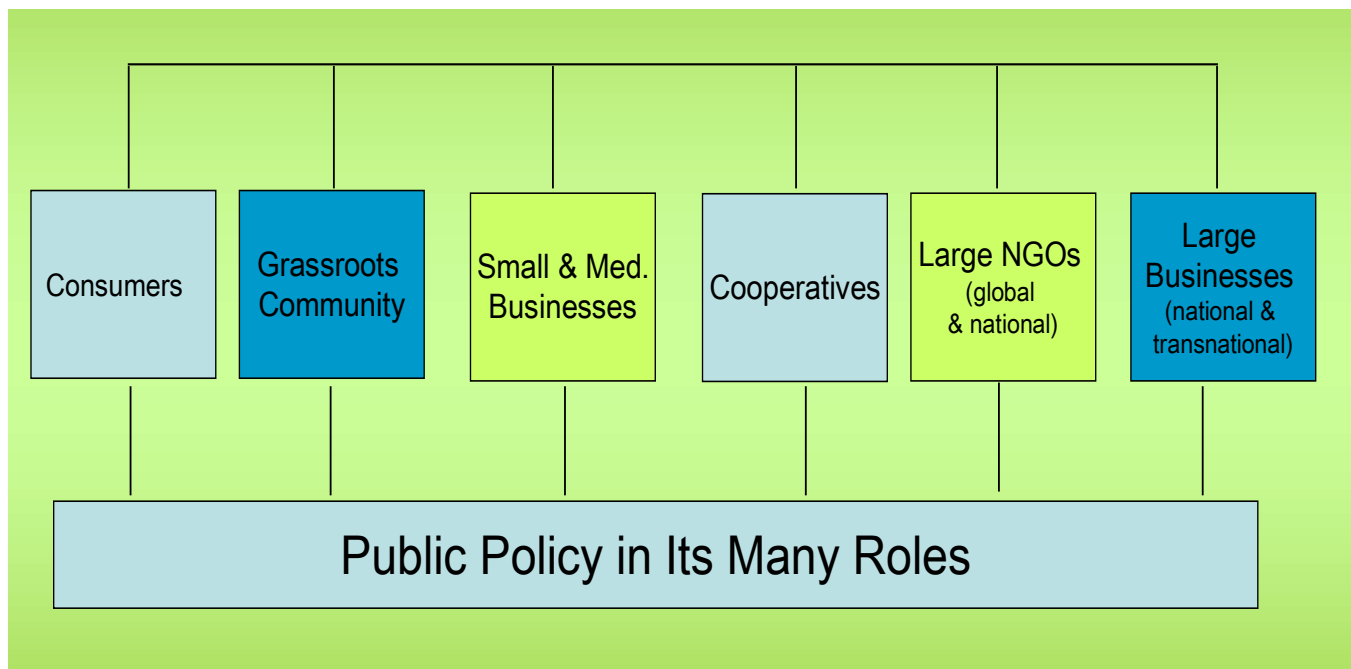 Consumers
Grassroots
Community
Small & Med.
Businesses
Cooperatives
Large NGOs
(global
& national)
Large
Businesses
(national &
transnational)
Public Policy in Its Many Roles